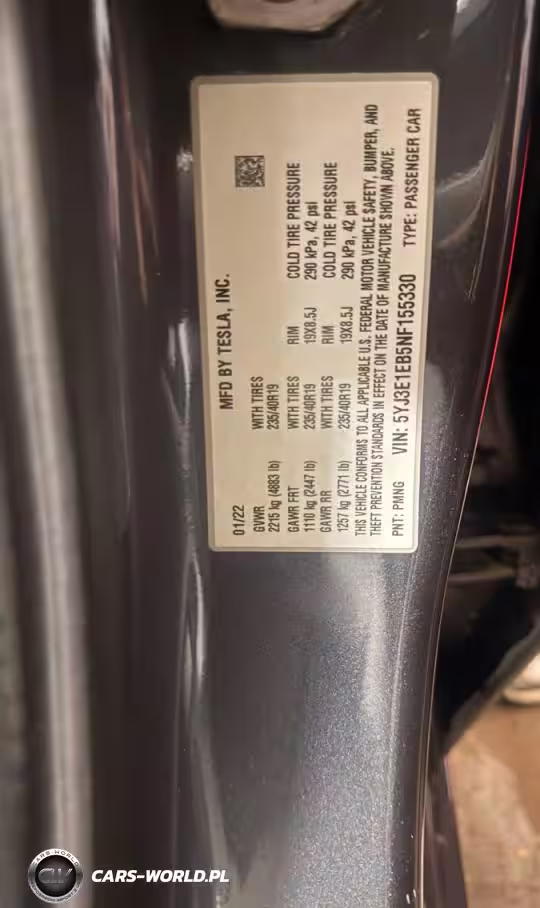 MFD BY TESLA, INC.
01/22
GVWR WITH TIRES
2215 kg (4883 lb) 235/40R19
GAWR FRT WITH TIRES RIM COLD TIRE PRESSURE
1110 kg (2447 lb) 235/40R19 19X8.5J 290 kPa, 42 psi
GAWR RR WITH TIRES RIM COLD TIRE PRESSURE
1257 kg (2771 lb) 235/40R19 19X8.5J 290 kPa, 42 psi
THIS VEHICLE CONFORMS TO ALL APPLICABLE U.S. FEDERAL MOTOR VEHICLE SAFETY, BUMPER, AND
THEFT PREVENTION STANDARDS IN EFFECT ON THE DATE OF MANUFACTURE SHOWN ABOVE.
PNT: PMNG VIN: 5YJ3E1EB5NF155330 TYPE: PASSENGER CAR
CARS WORLD
CW
CARS-WORLD.PL